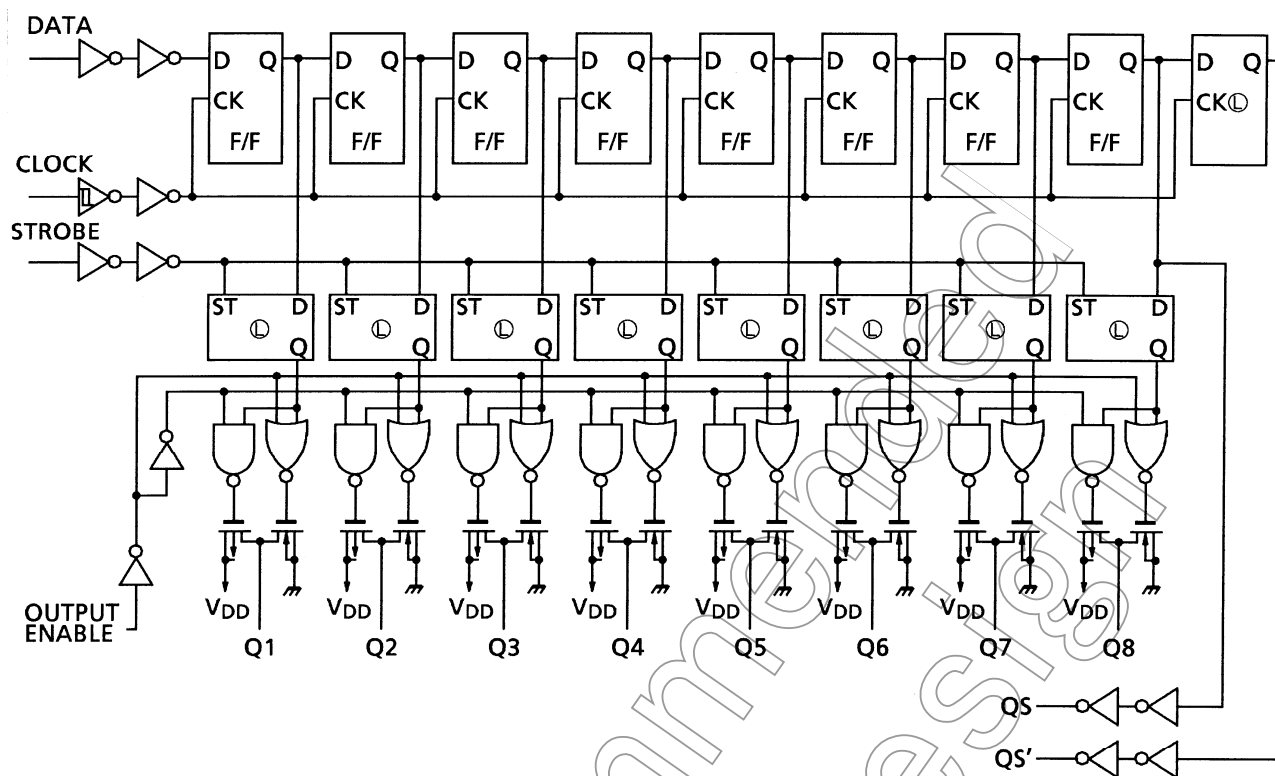 DATA
D Q D Q D Q D Q D Q D Q D Q D Q D Q
CK CK CK CK CK CK CK CK CK Ⓛ
F/F F/F F/F F/F F/F F/F F/F F/F
CLOCK
STROBE
ST D ST D ST D ST D ST D ST D ST D ST D
Ⓛ Ⓛ Ⓛ Ⓛ Ⓛ Ⓛ Ⓛ Ⓛ
Q Q Q Q Q Q Q Q
OUTPUT
ENABLE
VDD VDD VDD VDD VDD VDD VDD VDD
Q1 Q2 Q3 Q4 Q5 Q6 Q7 Q8
QS
QS'